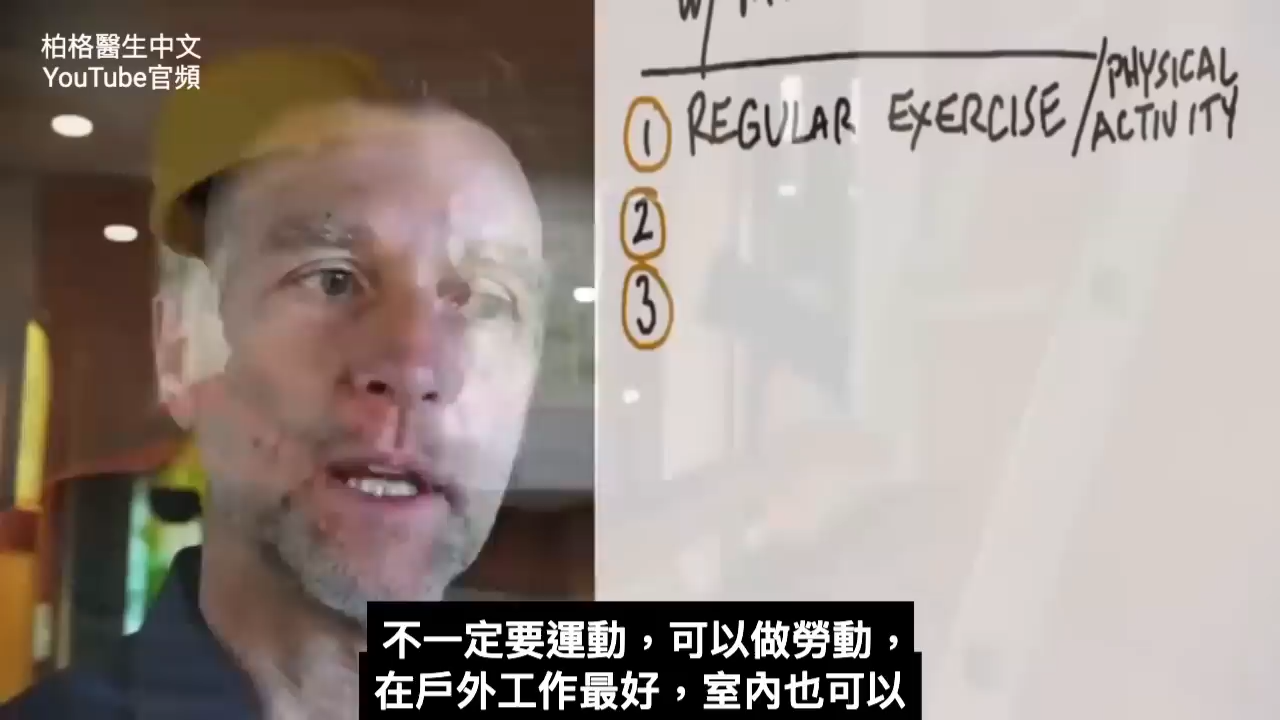 柏格醫生中文
YouTube官頻
W/
1 REGULAR EXERCISE / PHYSICAL ACTIVITY
2
3
不一定要運動，可以做勞動，
在戶外工作最好，室內也可以